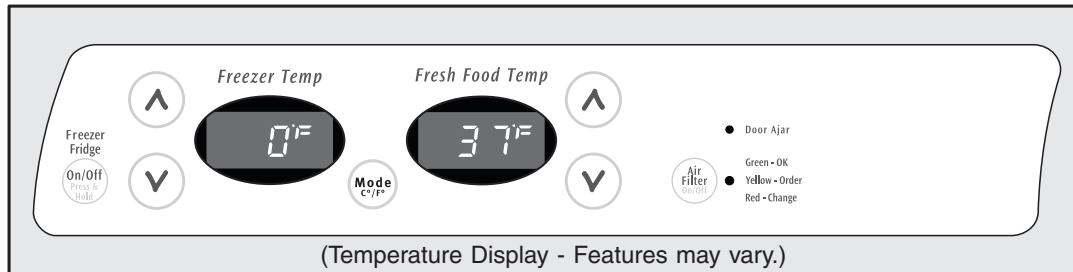 Freezer Temp
Fresh Food Temp
Freezer
Fridge
On/Off
Press &
Hold
0°F
Mode
C°/F°
37°F
Door Ajar
Air
Filter
On/Off
Green - OK
Yellow - Order
Red - Change
(Temperature Display - Features may vary.)